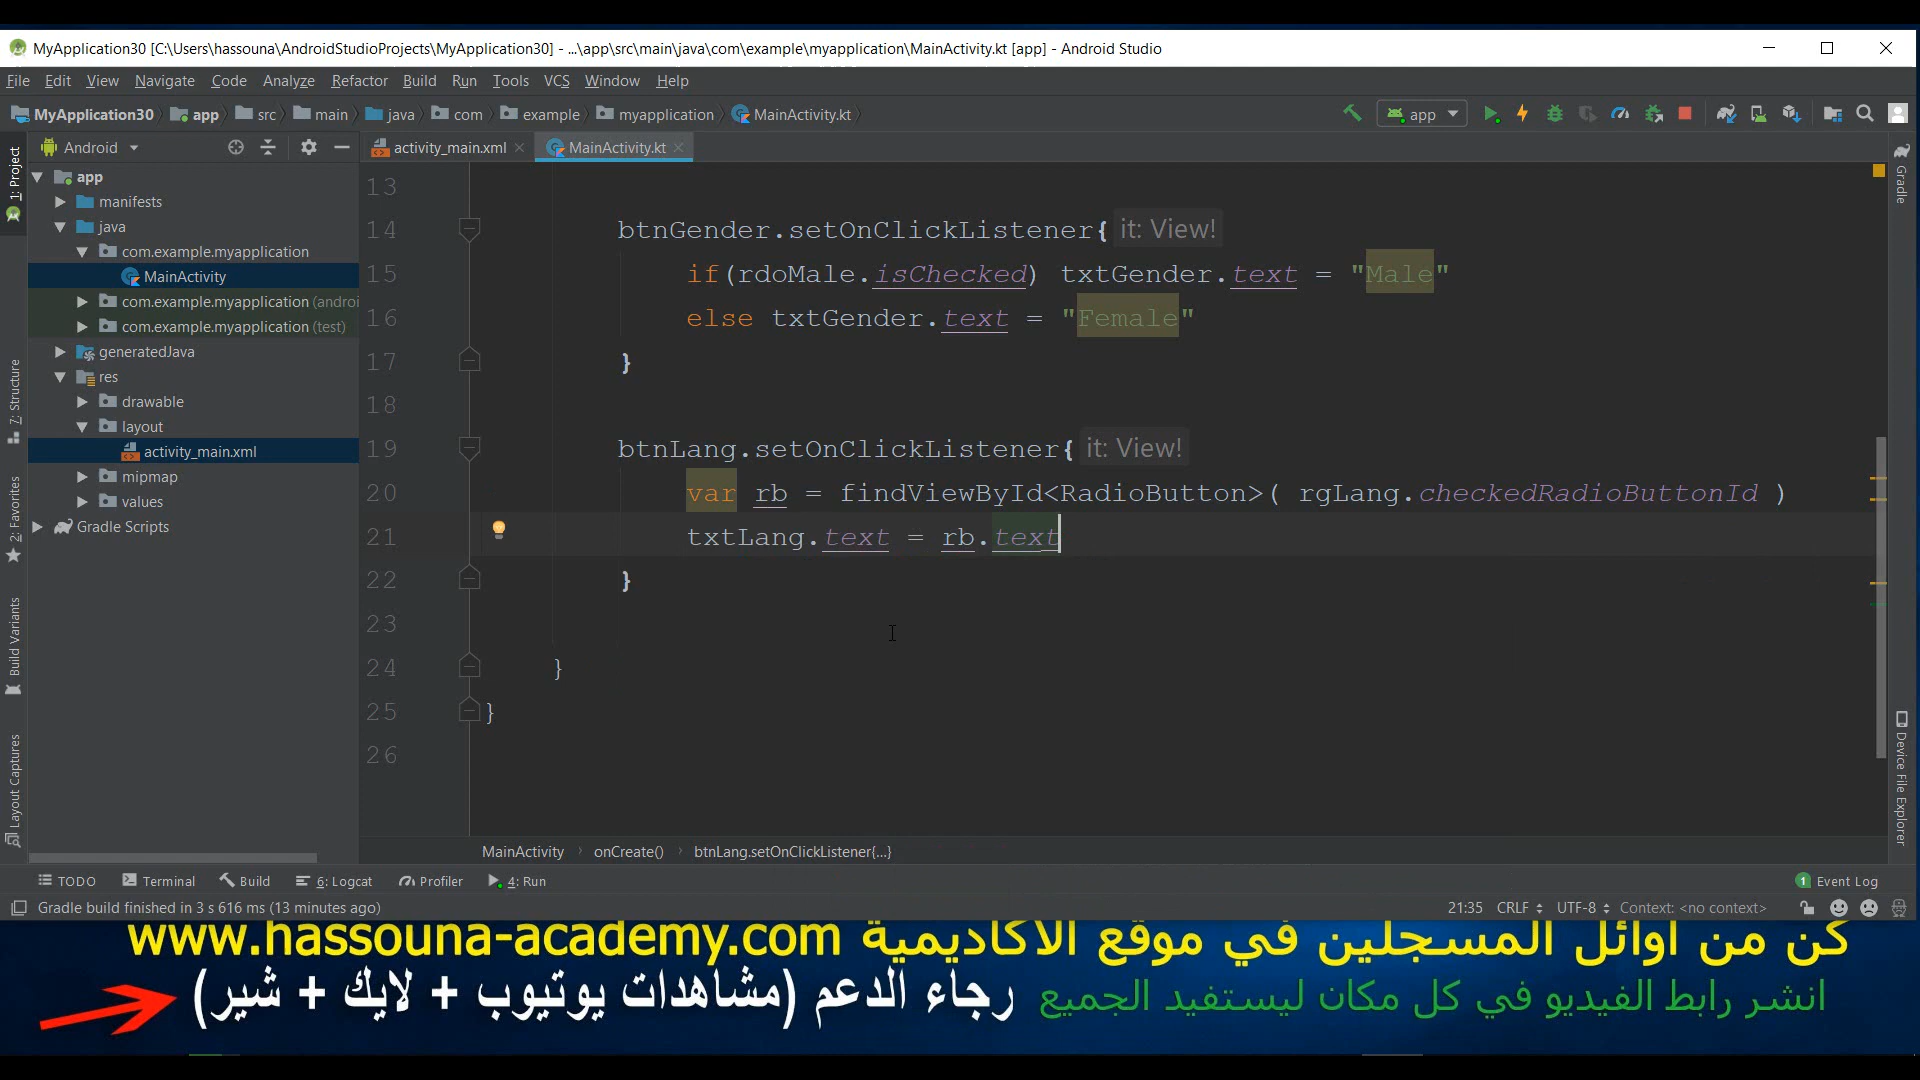 MyApplication30 [C:\Users\hassouna\AndroidStudioProjects\MyApplication30] - ...\app\src\main\java\com\example\myapplication\MainActivity.kt [app] - Android Studio
File Edit View Navigate Code Analyze Refactor Build Run Tools VCS Window Help
MyApplication30 app src main java com example myapplication MainActivity.kt app
Android activity_main.xml MainActivity.kt
1: Project
7: Structure
2: Favorites
Build Variants
Layout Captures
app
manifests
java
com.example.myapplication
MainActivity
com.example.myapplication (androi
com.example.myapplication (test)
generatedJava
res
drawable
layout
activity_main.xml
mipmap
values
Gradle Scripts
13
14 btnGender.setOnClickListener{ it: View!
15 if(rdoMale.isChecked) txtGender.text = "Male"
16 else txtGender.text = "Female"
17 }
18
19 btnLang.setOnClickListener{ it: View!
20 var rb = findViewById<RadioButton>( rgLang.checkedRadioButtonId )
21 txtLang.text = rb.text
22 }
23
24 }
25 }
26
Gradle
Device File Explorer
MainActivity › onCreate() › btnLang.setOnClickListener{...}
TODO Terminal Build 6: Logcat Profiler 4: Run 1 Event Log
Gradle build finished in 3 s 616 ms (13 minutes ago) 21:35 CRLF UTF-8 Context: <no context>
كن من اوائل المسجلين في موقع الاكاديمية www.hassouna-academy.com
انشر رابط الفيديو في كل مكان ليستفيد الجميع رجاء الدعم (مشاهدات يوتيوب + لايك + شير)